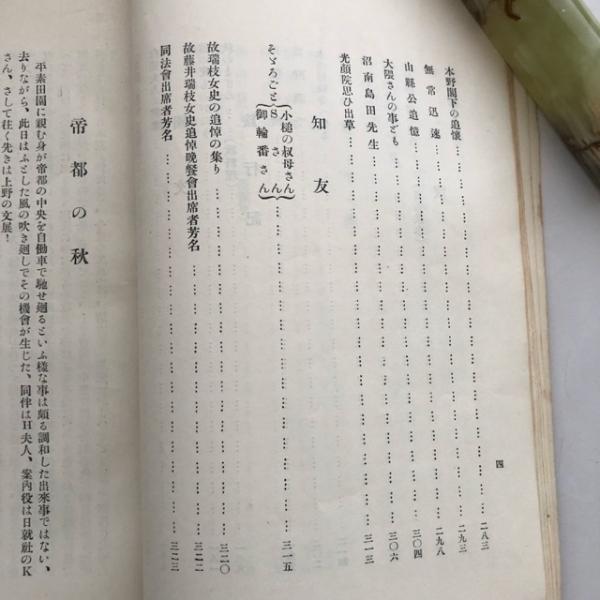 本野閣下の追懷……二八三
無常迅速……二九三
山縣公追憶……二九八
大隈さんの事ども……三〇四
沼南島田先生……三〇六
光顔院思ひ出草……三一三
知友
そゞろごと
小槌の叔母さん
Sさん……三一五
御輪番さん
故瑞枝女史の追悼の集り……三二〇
故藤井瑞枝女史追悼晩餐會出席者芳名……三二二
同法會出席者芳名……三二三
四
帝都の秋
平素田園に親む身が帝都の中央を自働車で馳せ廻るといふ樣な事は頗る調和した出來事ではない、
去りながら、此日はふとした風の吹き廻しでその機會が生じた、同伴はH夫人、案內役は日就社のK
さん、さして往く先きは上野の文展!